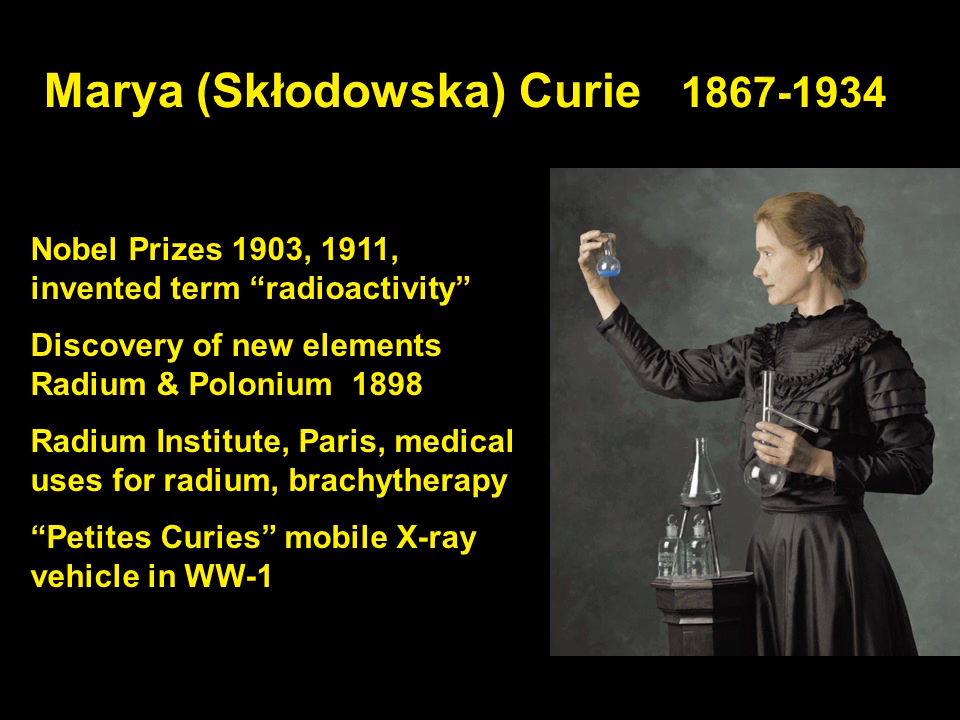 Marya (Skłodowska) Curie 1867-1934
Nobel Prizes 1903, 1911,
invented term “radioactivity”
Discovery of new elements
Radium & Polonium 1898
Radium Institute, Paris, medical
uses for radium, brachytherapy
“Petites Curies” mobile X-ray
vehicle in WW-1